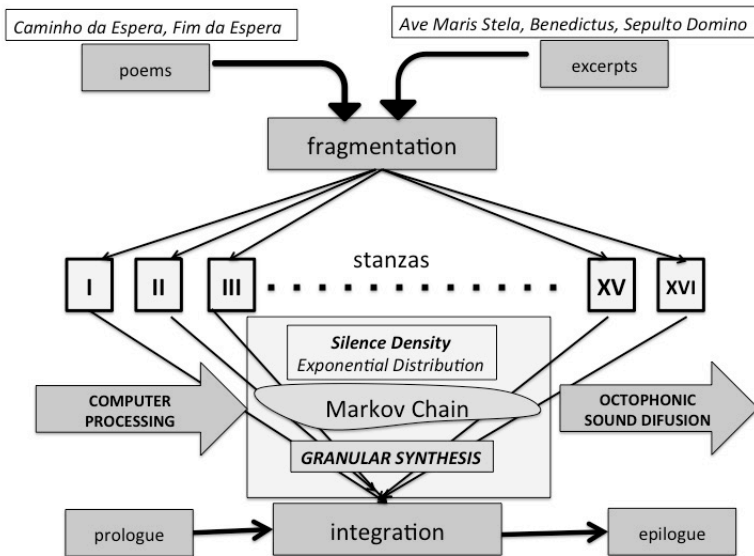 Caminho da Espera, Fim da Espera
Ave Maris Stela, Benedictus, Sepulto Domino
poems
excerpts
fragmentation
stanzas
I
II
III
XV
XVI
Silence Density
Exponential Distribution
COMPUTER
PROCESSING
Markov Chain
OCTOPHONIC
SOUND DIFUSION
GRANULAR SYNTHESIS
prologue
integration
epilogue